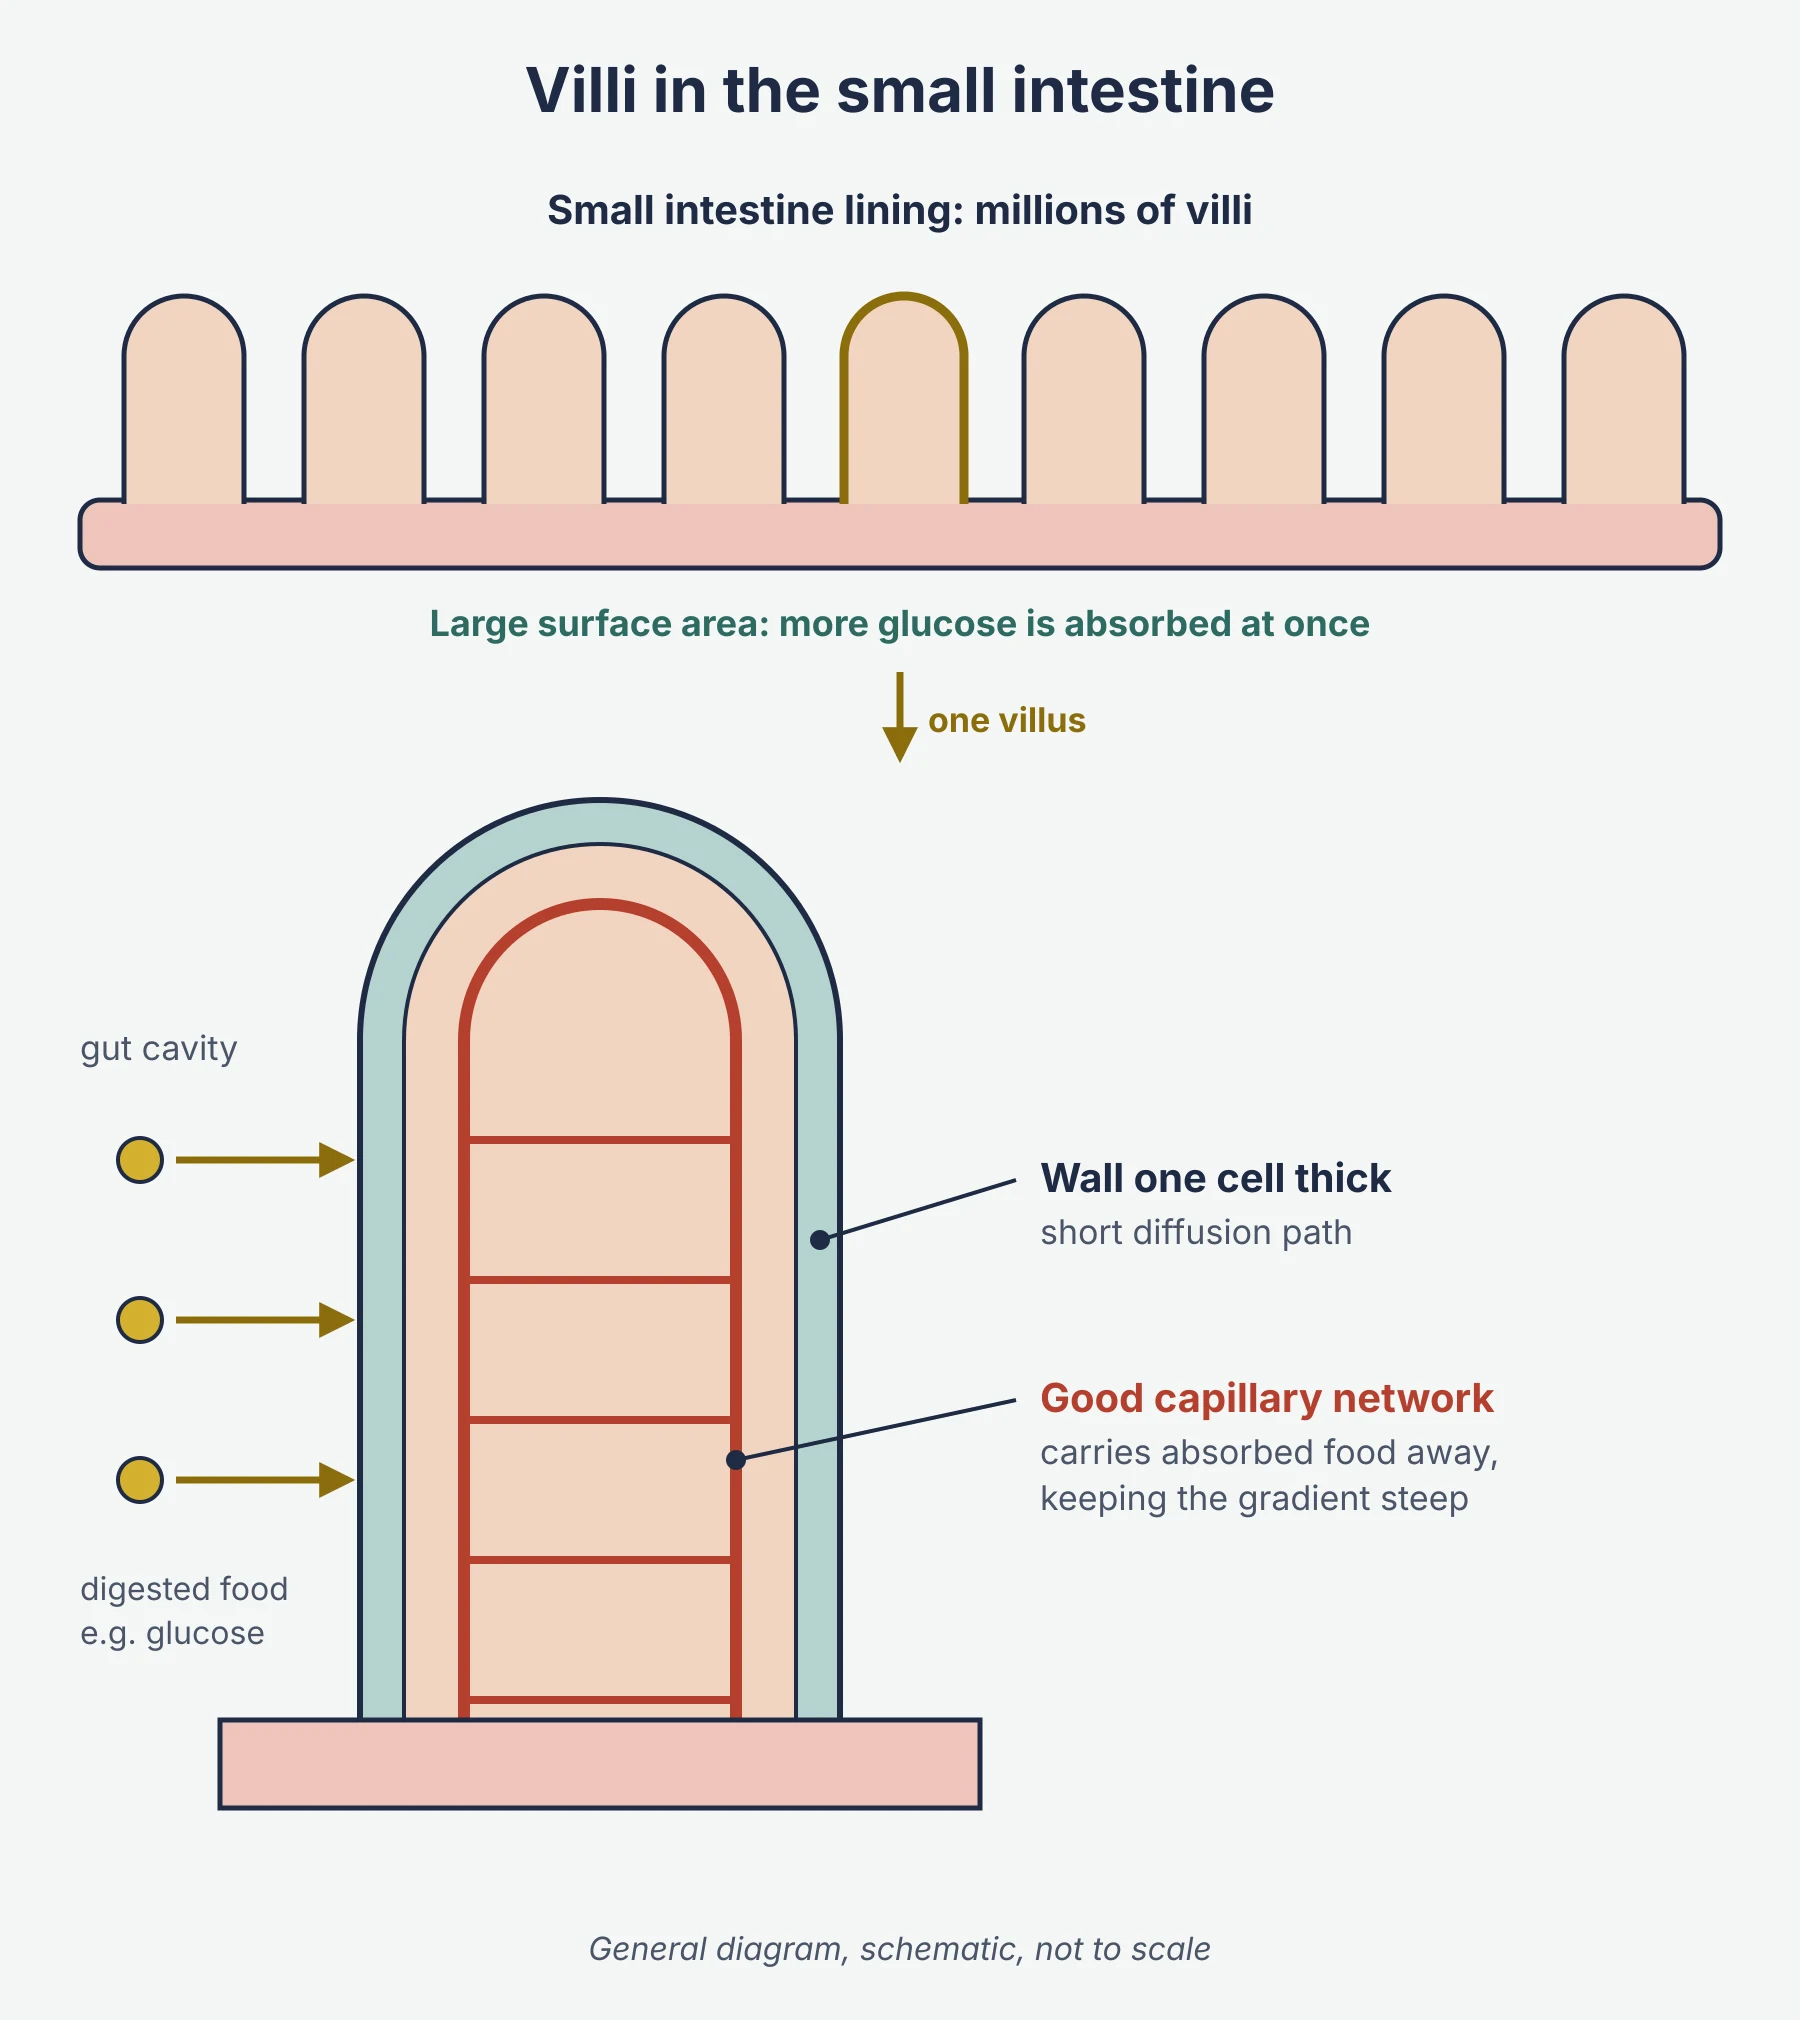 Villi in the small intestine
Small intestine lining: millions of villi
Large surface area: more glucose is absorbed at once
one villus
gut cavity
Wall one cell thick
short diffusion path
Good capillary network
carries absorbed food away,
keeping the gradient steep
digested food
e.g. glucose
General diagram, schematic, not to scale